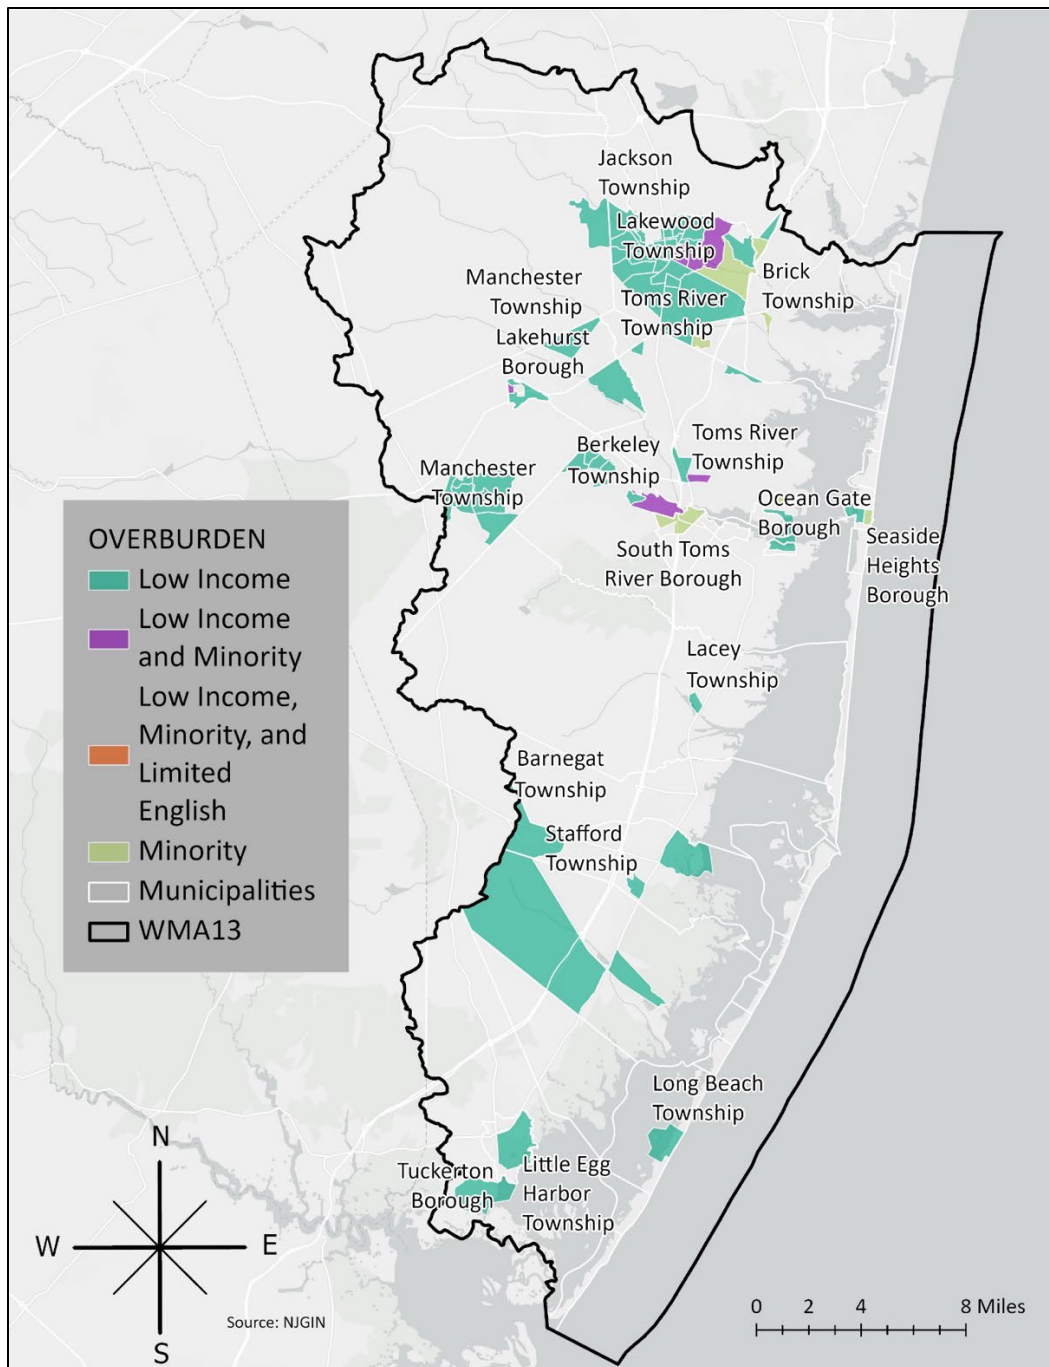 Jackson
Township
Lakewood
Township
Manchester
Township
Toms River
Township
Brick
Township
Lakehurst
Borough
Berkeley
Township
Toms River
Township
Manchester
Township
Ocean Gate
Borough
Seaside
Heights
Borough
South Toms
River Borough
OVERBURDEN
Low Income
Low Income
and Minority
Low Income,
Minority, and
Limited
English
Minority
Municipalities
WMA13
Lacey
Township
Barnegat
Township
Stafford
Township
Long Beach
Township
Tuckerton
Borough
Little Egg
Harbor
Township
N
W
E
S
Source: NJGIN
0 2 4 8 Miles